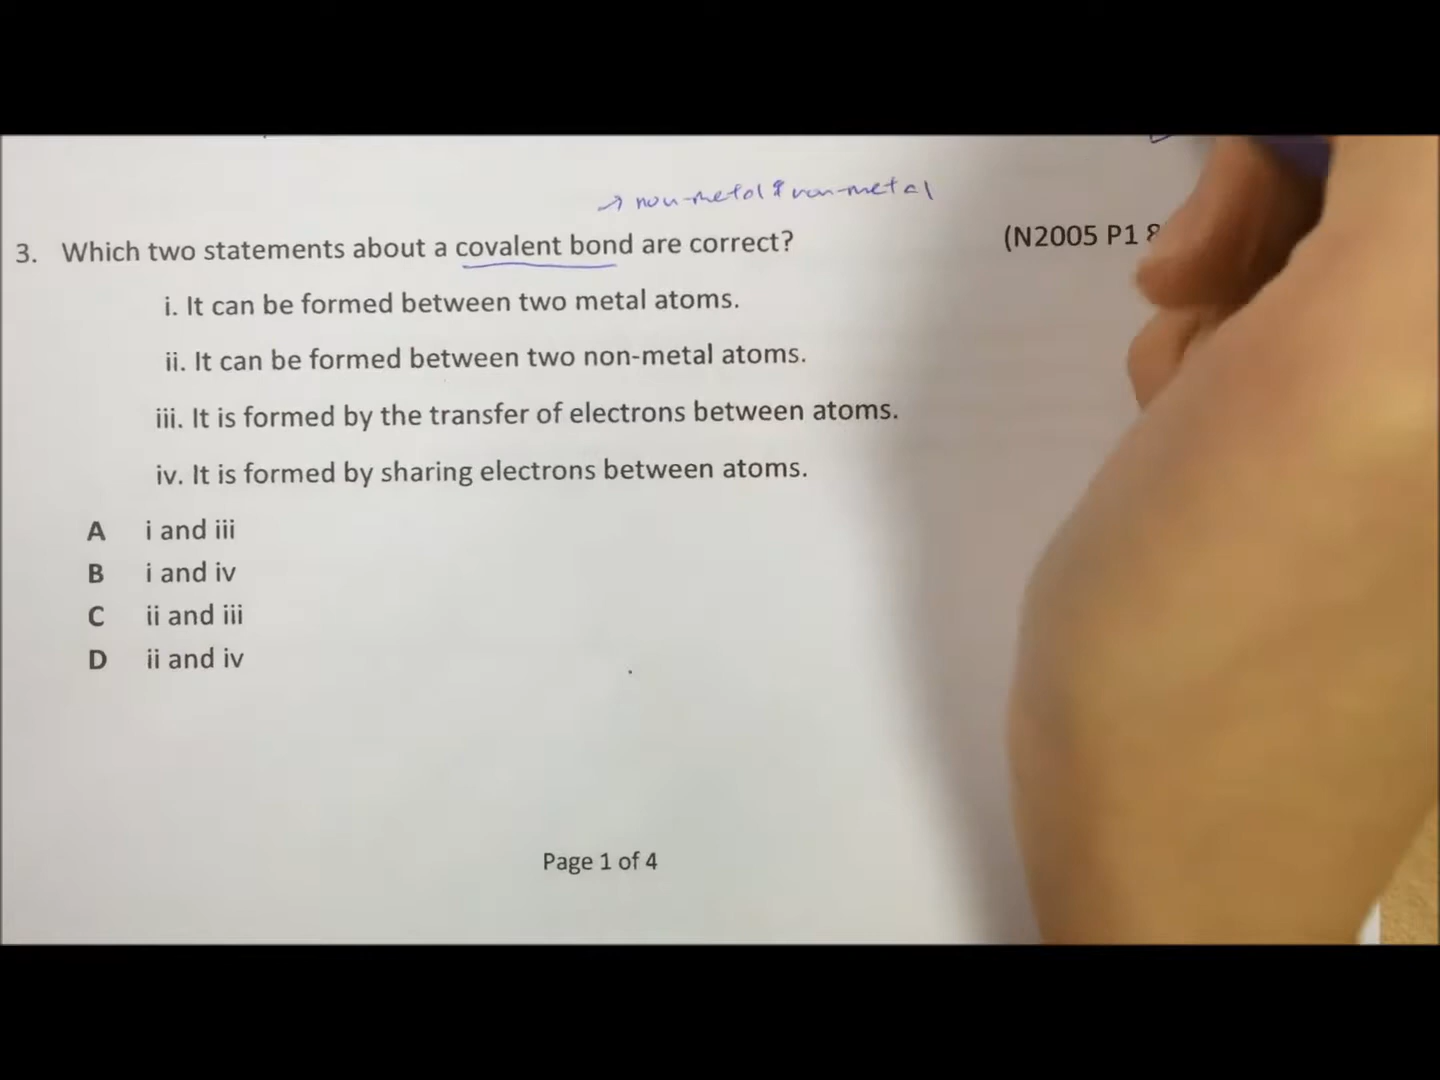 → non-metal & non-metal
3. Which two statements about a covalent bond are correct? (N2005 P1 8
i. It can be formed between two metal atoms.
ii. It can be formed between two non-metal atoms.
iii. It is formed by the transfer of electrons between atoms.
iv. It is formed by sharing electrons between atoms.
A i and iii
B i and iv
C ii and iii
D ii and iv
Page 1 of 4